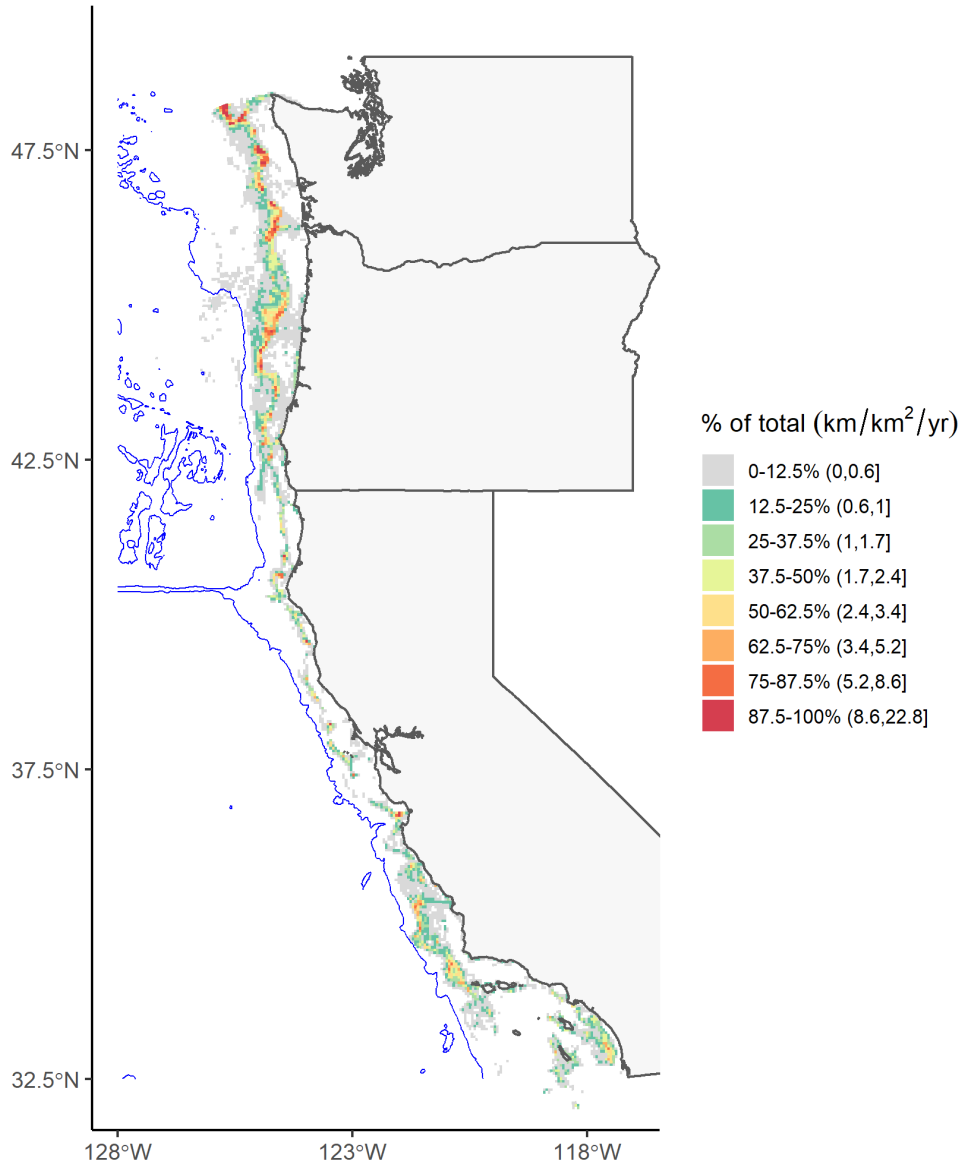 47.5°N
42.5°N
37.5°N
32.5°N
128°W
123°W
118°W
% of total (km/km²/yr)
0-12.5% (0,0.6]
12.5-25% (0.6,1]
25-37.5% (1,1.7]
37.5-50% (1.7,2.4]
50-62.5% (2.4,3.4]
62.5-75% (3.4,5.2]
75-87.5% (5.2,8.6]
87.5-100% (8.6,22.8]